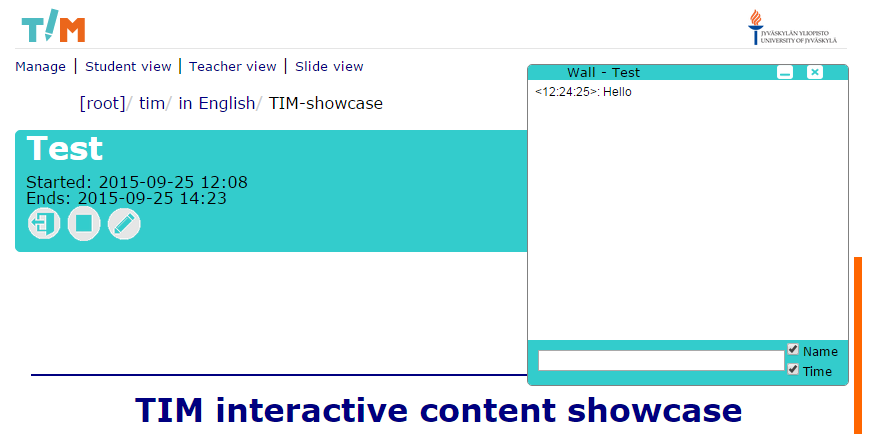 TIM
JYVÄSKYLÄN YLIOPISTO
UNIVERSITY OF JYVÄSKYLÄ
Manage | Student view | Teacher view | Slide view
[root]/ tim/ in English/ TIM-showcase
Test
Started: 2015-09-25 12:08
Ends: 2015-09-25 14:23
Wall - Test
<12:24:25>: Hello
Name
Time
TIM interactive content showcase